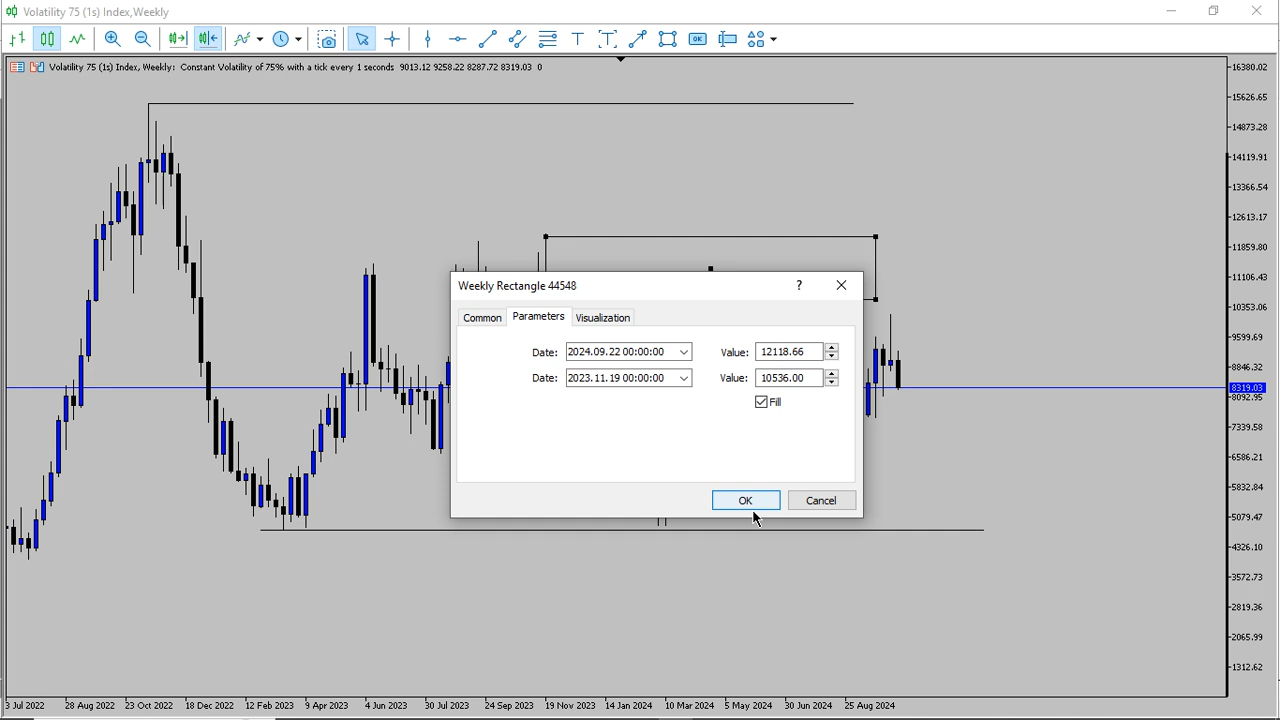 Volatility 75 (1s) Index,Weekly
OK
Volatility 75 (1s) Index, Weekly: Constant Volatility of 75% with a tick every 1 seconds 9013.12 9258.22 8287.72 8319.03 0
16380.02
15626.65
14873.28
14119.91
13366.54
12613.17
11859.80
11106.43
10353.06
9599.69
8846.32
8319.03
8092.95
7339.58
6586.21
5832.84
5079.47
4326.10
3572.73
2819.36
2065.99
1312.62
Weekly Rectangle 44548
?
Common Parameters Visualization
Date: 2024.09.22 00:00:00 Value: 12118.66
Date: 2023.11.19 00:00:00 Value: 10536.00
Fill
OK Cancel
3 Jul 2022 28 Aug 2022 23 Oct 2022 18 Dec 2022 12 Feb 2023 9 Apr 2023 4 Jun 2023 30 Jul 2023 24 Sep 2023 19 Nov 2023 14 Jan 2024 10 Mar 2024 5 May 2024 30 Jun 2024 25 Aug 2024